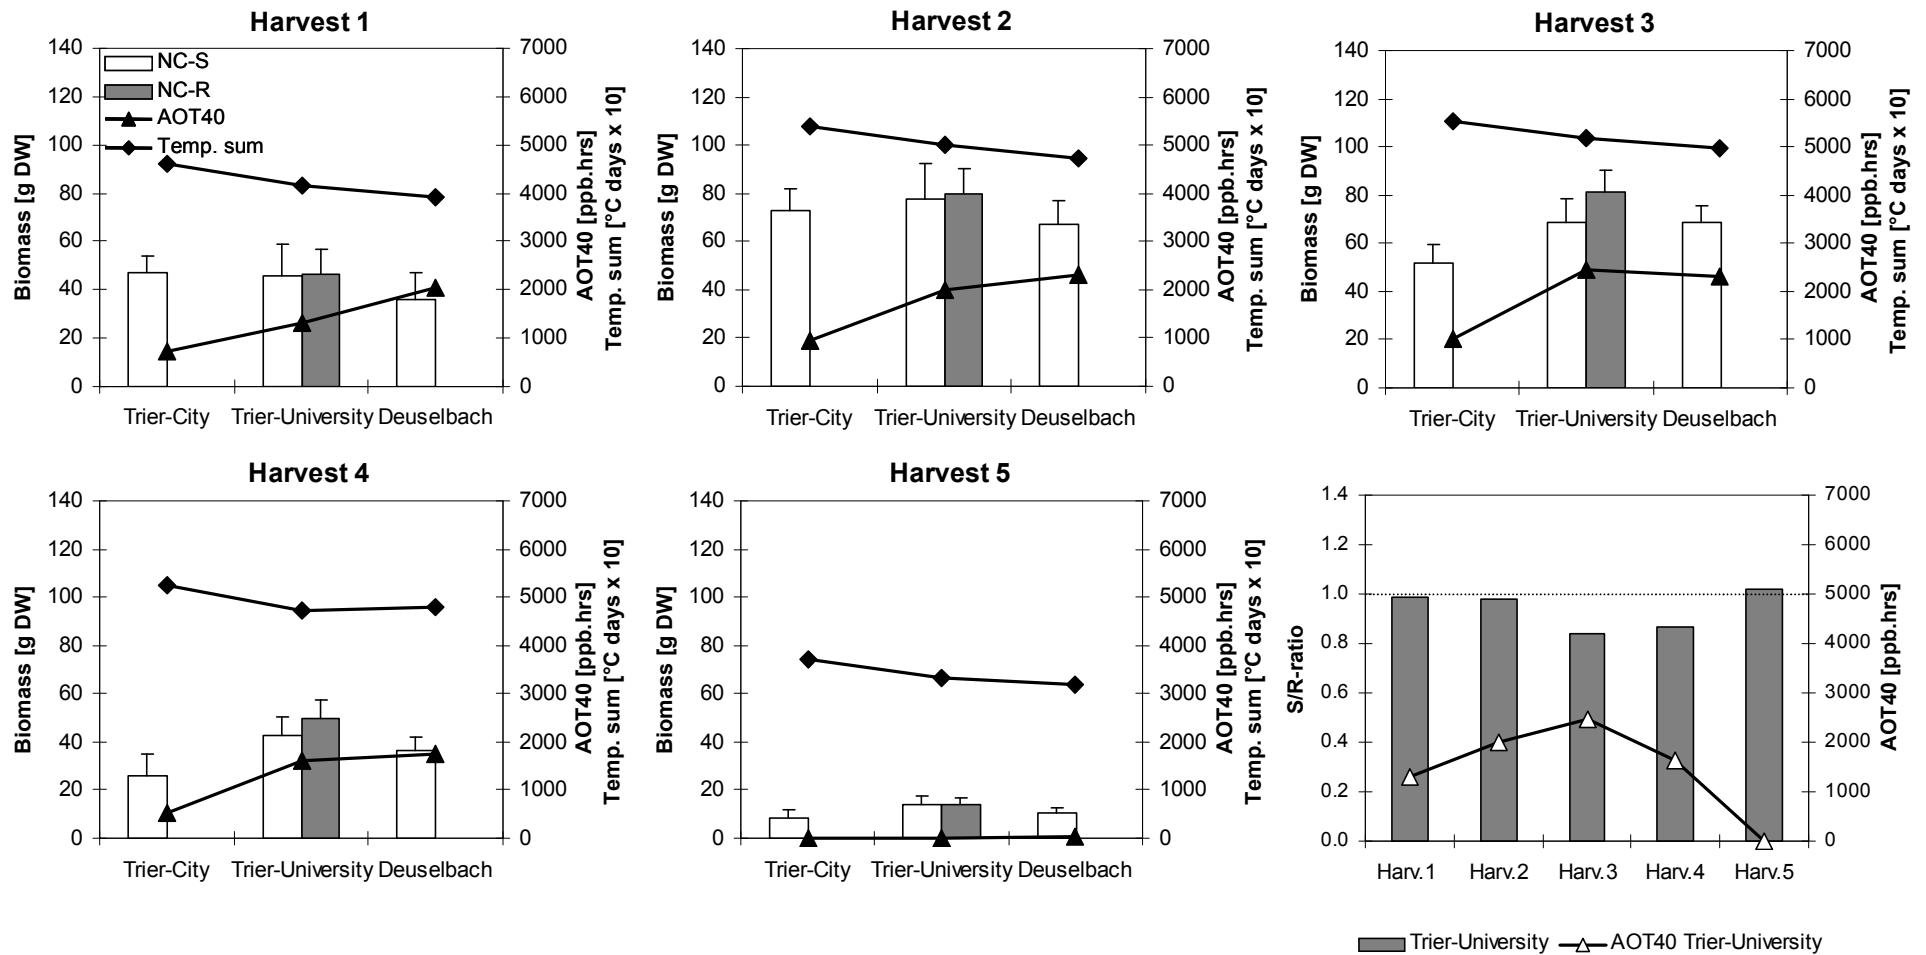 Harvest 1
140
120
100
80
60
40
20
0
Biomass [g DW]
NC-S
NC-R
AOT40
Temp. sum
7000
6000
5000
4000
3000
2000
1000
0
AOT40 [ppb.hrs]
Temp. sum [°C days x 10]
Trier-City Trier-University Deuselbach
Harvest 2
140
120
100
80
60
40
20
0
Biomass [g DW]
7000
6000
5000
4000
3000
2000
1000
0
AOT40 [ppb.hrs]
Temp. sum [°C days x 10]
Trier-City Trier-University Deuselbach
Harvest 3
140
120
100
80
60
40
20
0
Biomass [g DW]
7000
6000
5000
4000
3000
2000
1000
0
AOT40 [ppb.hrs]
Temp. sum [°C days x 10]
Trier-City Trier-University Deuselbach
Harvest 4
140
120
100
80
60
40
20
0
Biomass [g DW]
7000
6000
5000
4000
3000
2000
1000
0
AOT40 [ppb.hrs]
Temp. sum [°C days x 10]
Trier-City Trier-University Deuselbach
Harvest 5
140
120
100
80
60
40
20
0
Biomass [g DW]
7000
6000
5000
4000
3000
2000
1000
0
AOT40 [ppb.hrs]
Temp. sum [°C days x 10]
Trier-City Trier-University Deuselbach
1.4
1.2
1.0
0.8
0.6
0.4
0.2
0.0
S/R-ratio
7000
6000
5000
4000
3000
2000
1000
0
AOT40 [ppb.hrs]
Harv.1 Harv.2 Harv.3 Harv.4 Harv.5
Trier-University AOT40 Trier-University